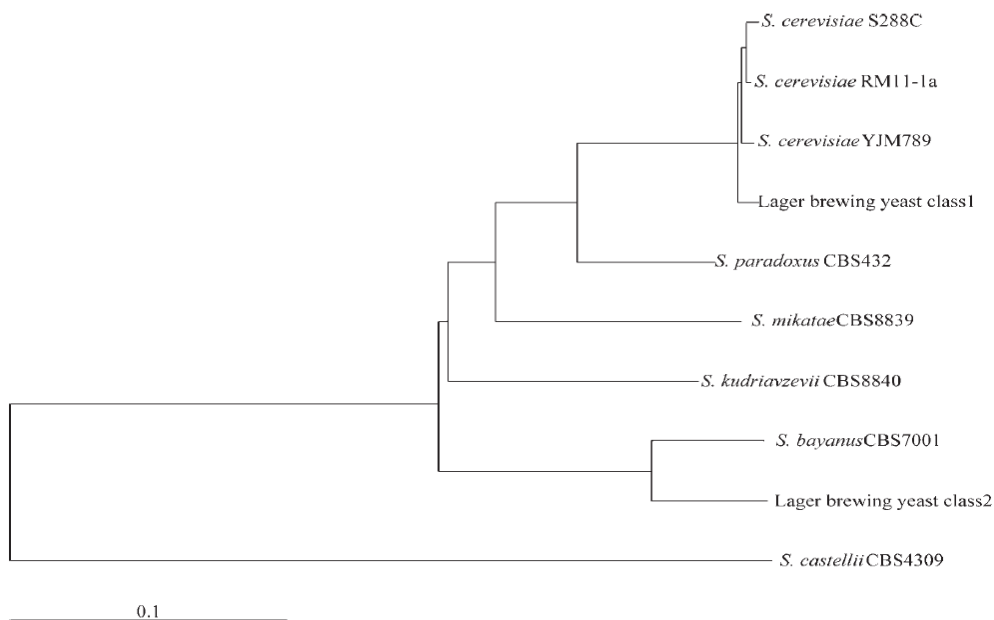 S. cerevisiae S288C
S. cerevisiae RM11-1a
S. cerevisiae YJM789
Lager brewing yeast class1
S. paradoxus CBS432
S. mikatae CBS8839
S. kudriavzevii CBS8840
S. bayanus CBS7001
Lager brewing yeast class2
S. castellii CBS4309
0.1